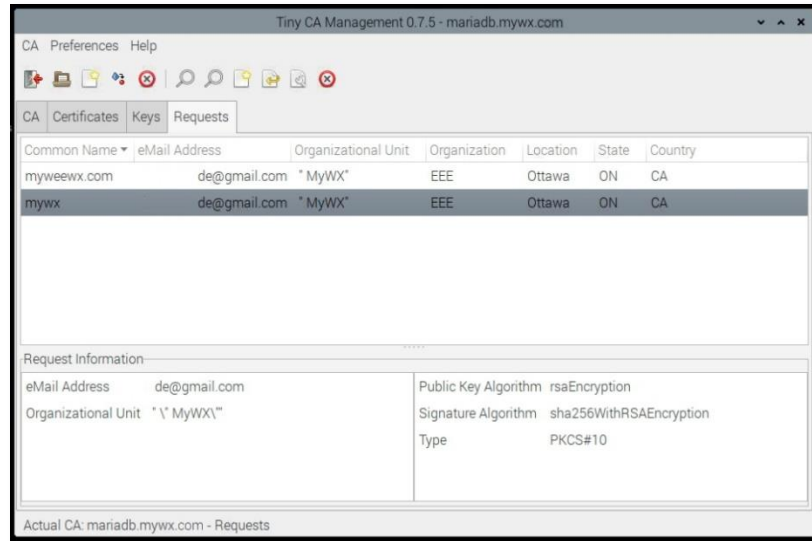 Tiny CA Management 0.7.5 - mariadb.mywx.com
CA Preferences Help
CA Certificates Keys Requests
Common Name eMail Address Organizational Unit Organization Location State Country
myweewx.com de@gmail.com " MyWX" EEE Ottawa ON CA
mywx de@gmail.com " MyWX" EEE Ottawa ON CA
Request Information
eMail Address de@gmail.com
Organizational Unit " \" MyWX\""
Public Key Algorithm rsaEncryption
Signature Algorithm sha256WithRSAEncryption
Type PKCS#10
Actual CA: mariadb.mywx.com - Requests